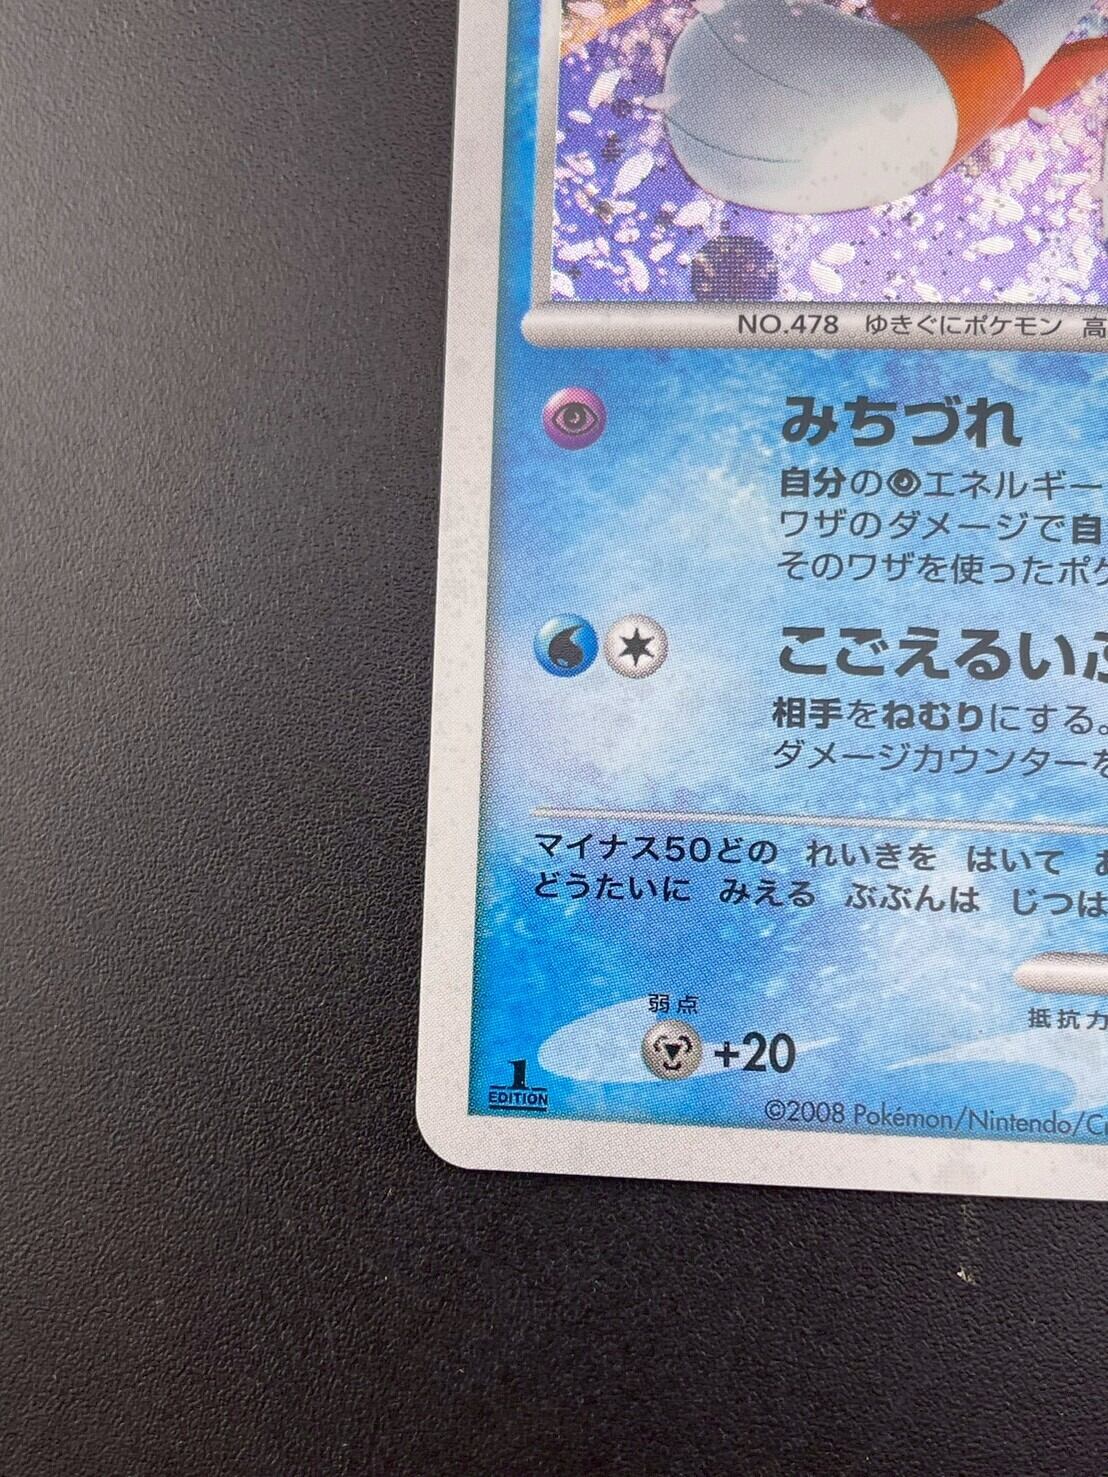 NO.478 ゆきぐにポケモン 高
みちづれ
自分のエネルギー
ワザのダメージで自
そのワザを使ったポケ
こごえるいぶ
相手をねむりにする。
ダメージカウンターを
マイナス50どの れいきを はいて
どうたいに みえる ぶぶんは じつは
弱点
抵抗力
+20
1
EDITION
©2008 Pokémon/Nintendo/C